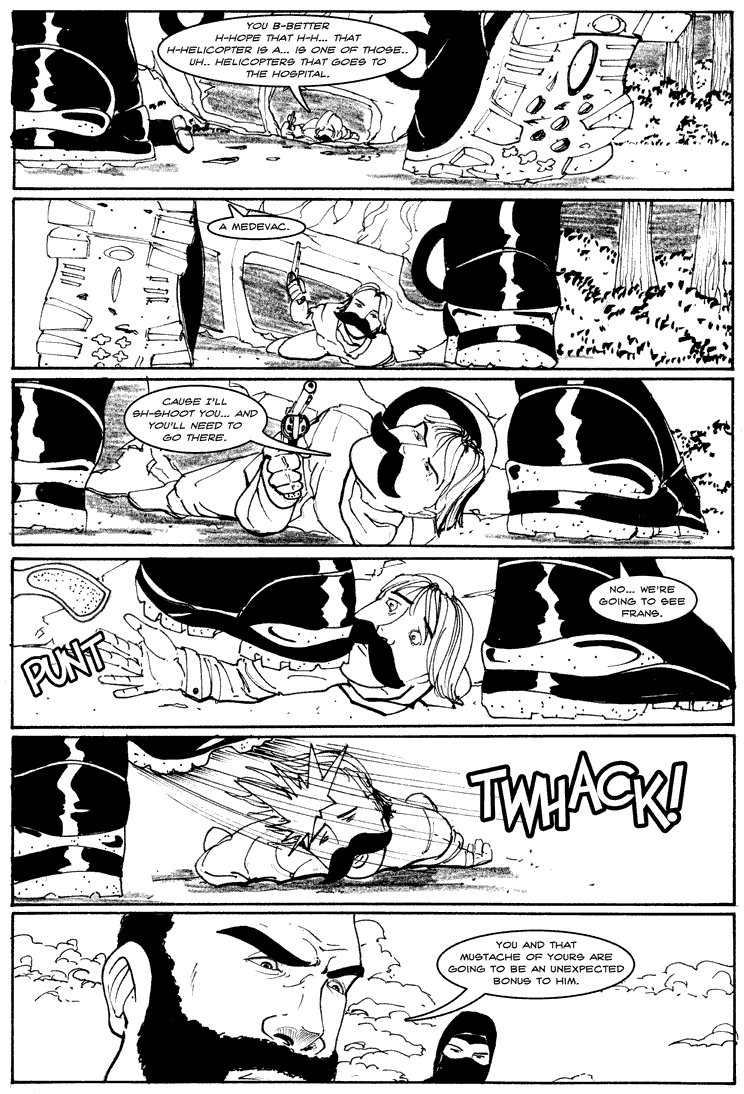 YOU B-BETTER
H-HOPE THAT H-H... THAT
H-HELICOPTER IS A... IS ONE OF THOSE..
UH.. HELICOPTERS THAT GOES TO
THE HOSPITAL.
A MEDEVAC.
CAUSE I'LL
SH-SHOOT YOU... AND
YOU'LL NEED TO
GO THERE.
NO... WE'RE
GOING TO SEE
FRANS.
PUNT
TWHACK!
YOU AND THAT
MUSTACHE OF YOURS ARE
GOING TO BE AN UNEXPECTED
BONUS TO HIM.